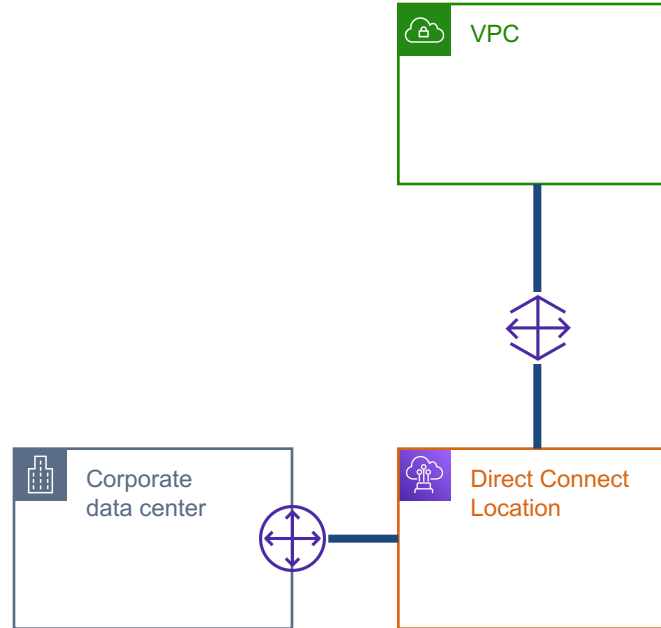 VPC
Corporate
data center
Direct Connect
Location